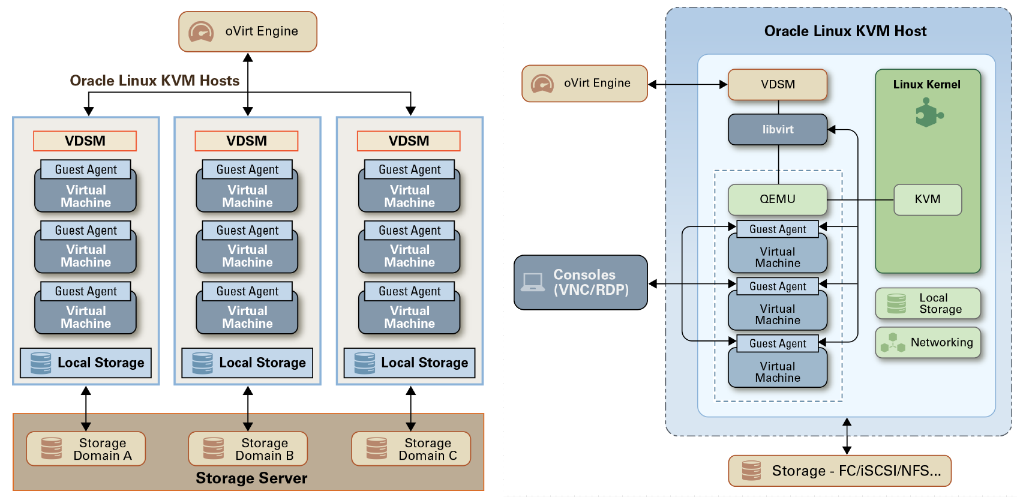 oVirt Engine
Oracle Linux KVM Hosts
VDSM
Guest Agent
Virtual
Machine
Guest Agent
Virtual
Machine
Guest Agent
Virtual
Machine
Local Storage
VDSM
Guest Agent
Virtual
Machine
Guest Agent
Virtual
Machine
Guest Agent
Virtual
Machine
Local Storage
VDSM
Guest Agent
Virtual
Machine
Guest Agent
Virtual
Machine
Guest Agent
Virtual
Machine
Local Storage
Storage
Domain A
Storage
Domain B
Storage
Domain C
Storage Server
Oracle Linux KVM Host
oVirt Engine
VDSM
libvirt
QEMU
Guest Agent
Virtual
Machine
Guest Agent
Virtual
Machine
Guest Agent
Virtual
Machine
Consoles
(VNC/RDP)
Linux Kernel
KVM
Local
Storage
Networking
Storage - FC/iSCSI/NFS...